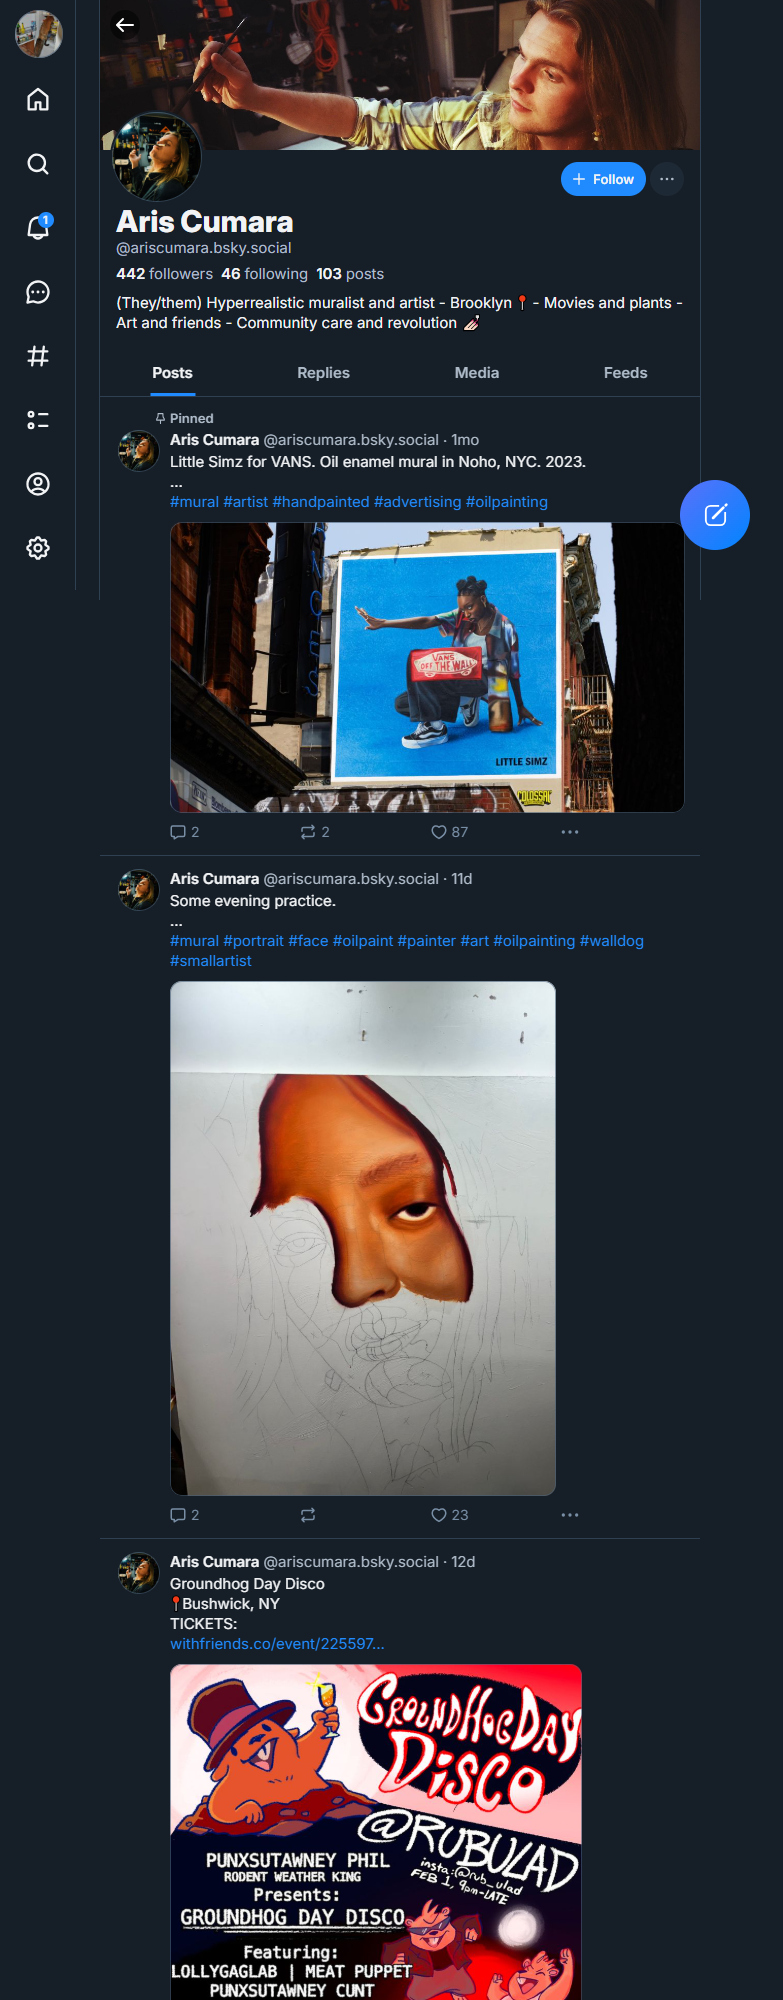 1
+ Follow
Aris Cumara
@ariscumara.bsky.social
442 followers 46 following 103 posts
(They/them) Hyperrealistic muralist and artist - Brooklyn 📍 - Movies and plants -
Art and friends - Community care and revolution 💅🏻
Posts Replies Media Feeds
Pinned
Aris Cumara @ariscumara.bsky.social · 1mo
Little Simz for VANS. Oil enamel mural in Noho, NYC. 2023.
...
#mural #artist #handpainted #advertising #oilpainting
VANS
OFF THE WALL
LITTLE SIMZ
COLOSSAL
2 2 87
Aris Cumara @ariscumara.bsky.social · 11d
Some evening practice.
...
#mural #portrait #face #oilpaint #painter #art #oilpainting #walldog
#smallartist
2 23
Aris Cumara @ariscumara.bsky.social · 12d
Groundhog Day Disco
📍Bushwick, NY
TICKETS:
withfriends.co/event/225597...
GROUNDHOG DAY
DISCO
@RUBULAD
insta:@rub_ulad
FEB 1, 9pm-LATE
PUNXSUTAWNEY PHIL
RODENT WEATHER KING
Presents:
GROUNDHOG DAY DISCO
Featuring:
LOLLYGAGLAB | MEAT PUPPET
PUNXSUTAWNEY CUNT